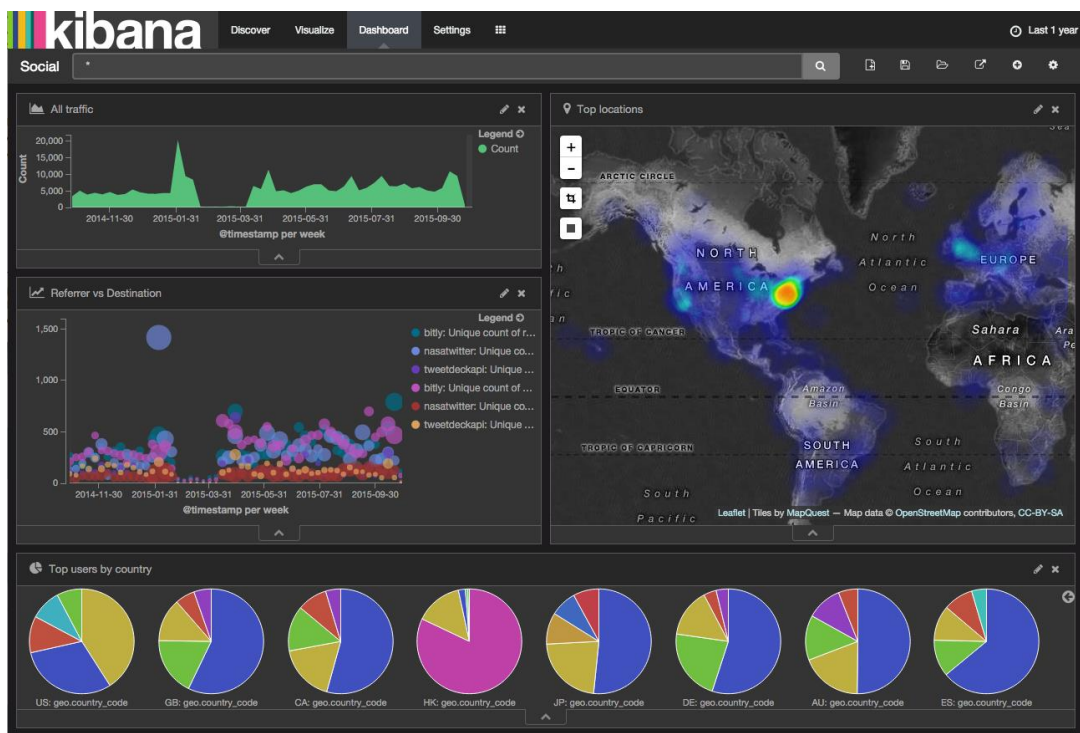 kibana
Discover Visualize Dashboard Settings
Last 1 year
Social *
All traffic
Legend
Count
20,000
15,000
10,000
5,000
0
Count
2014-11-30 2015-01-31 2015-03-31 2015-05-31 2015-07-31 2015-09-30
@timestamp per week
Referrer vs Destination
Legend
bitly: Unique count of r...
nasatwitter: Unique co...
tweetdeckapi: Unique ...
bitly: Unique count of ...
nasatwitter: Unique co...
tweetdeckapi: Unique ...
1,500
1,000
500
0
2014-11-30 2015-01-31 2015-03-31 2015-05-31 2015-07-31 2015-09-30
@timestamp per week
Top locations
+
-
Sea
ARCTIC CIRCLE
NORTH
AMERICA
North
Atlantic
Ocean
EUROPE
TROPIC OF CANCER
Sahara
AFRICA
EQUATOR
Amazon
Basin
Congo
Basin
TROPIC OF CAPRICORN
SOUTH
AMERICA
South
Atlantic
Ocean
South
Pacific
Leaflet | Tiles by MapQuest — Map data © OpenStreetMap contributors, CC-BY-SA
Top users by country
US: geo.country_code GB: geo.country_code CA: geo.country_code HK: geo.country_code JP: geo.country_code DE: geo.country_code AU: geo.country_code ES: geo.country_code